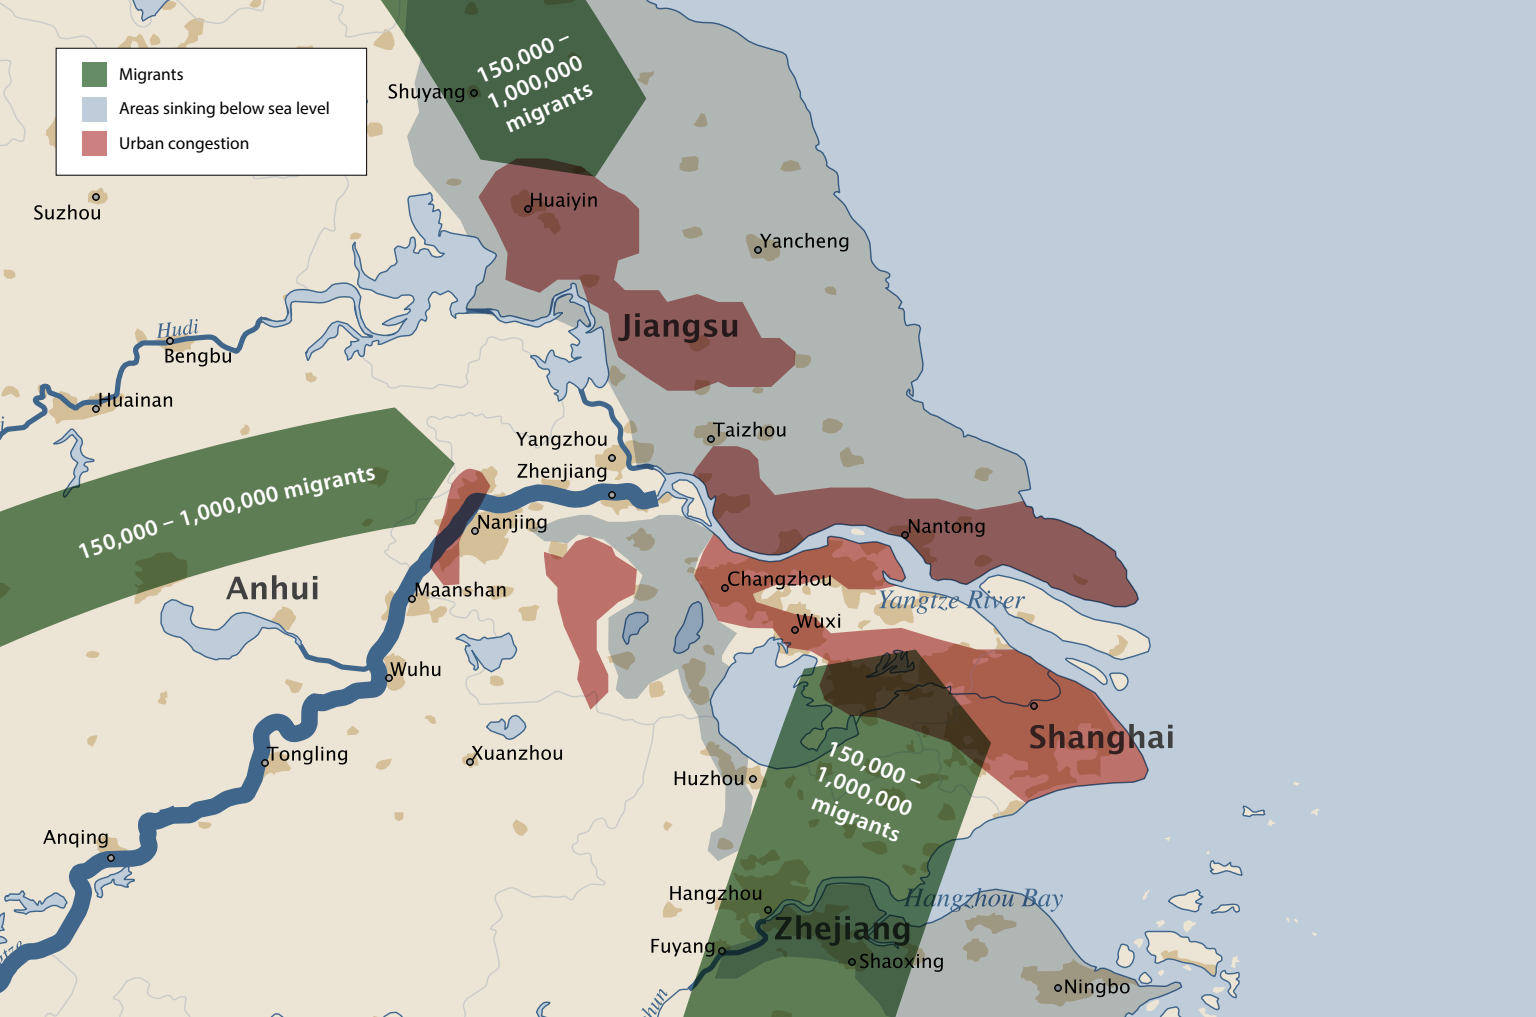 150,000 –
1,000,000
migrants
Migrants
Areas sinking below sea level
Urban congestion
Shuyang
Suzhou
Huaiyin
Yancheng
Hudi
Bengbu
Jiangsu
Huainan
Taizhou
Yangzhou
Zhenjiang
150,000 – 1,000,000 migrants
Nanjing
Nantong
Anhui
Maanshan
Changzhou
Yangtze River
Wuxi
Wuhu
Shanghai
Tongling
Xuanzhou
Huzhou
150,000 –
1,000,000
migrants
Anqing
Hangzhou
Hangzhou Bay
Zhejiang
Fuyang
Shaoxing
Ningbo